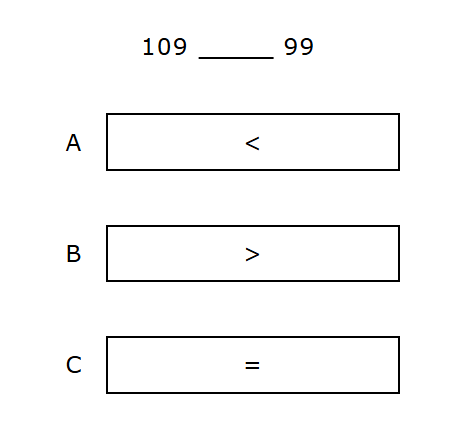 109 _____ 99
A <
B >
C =